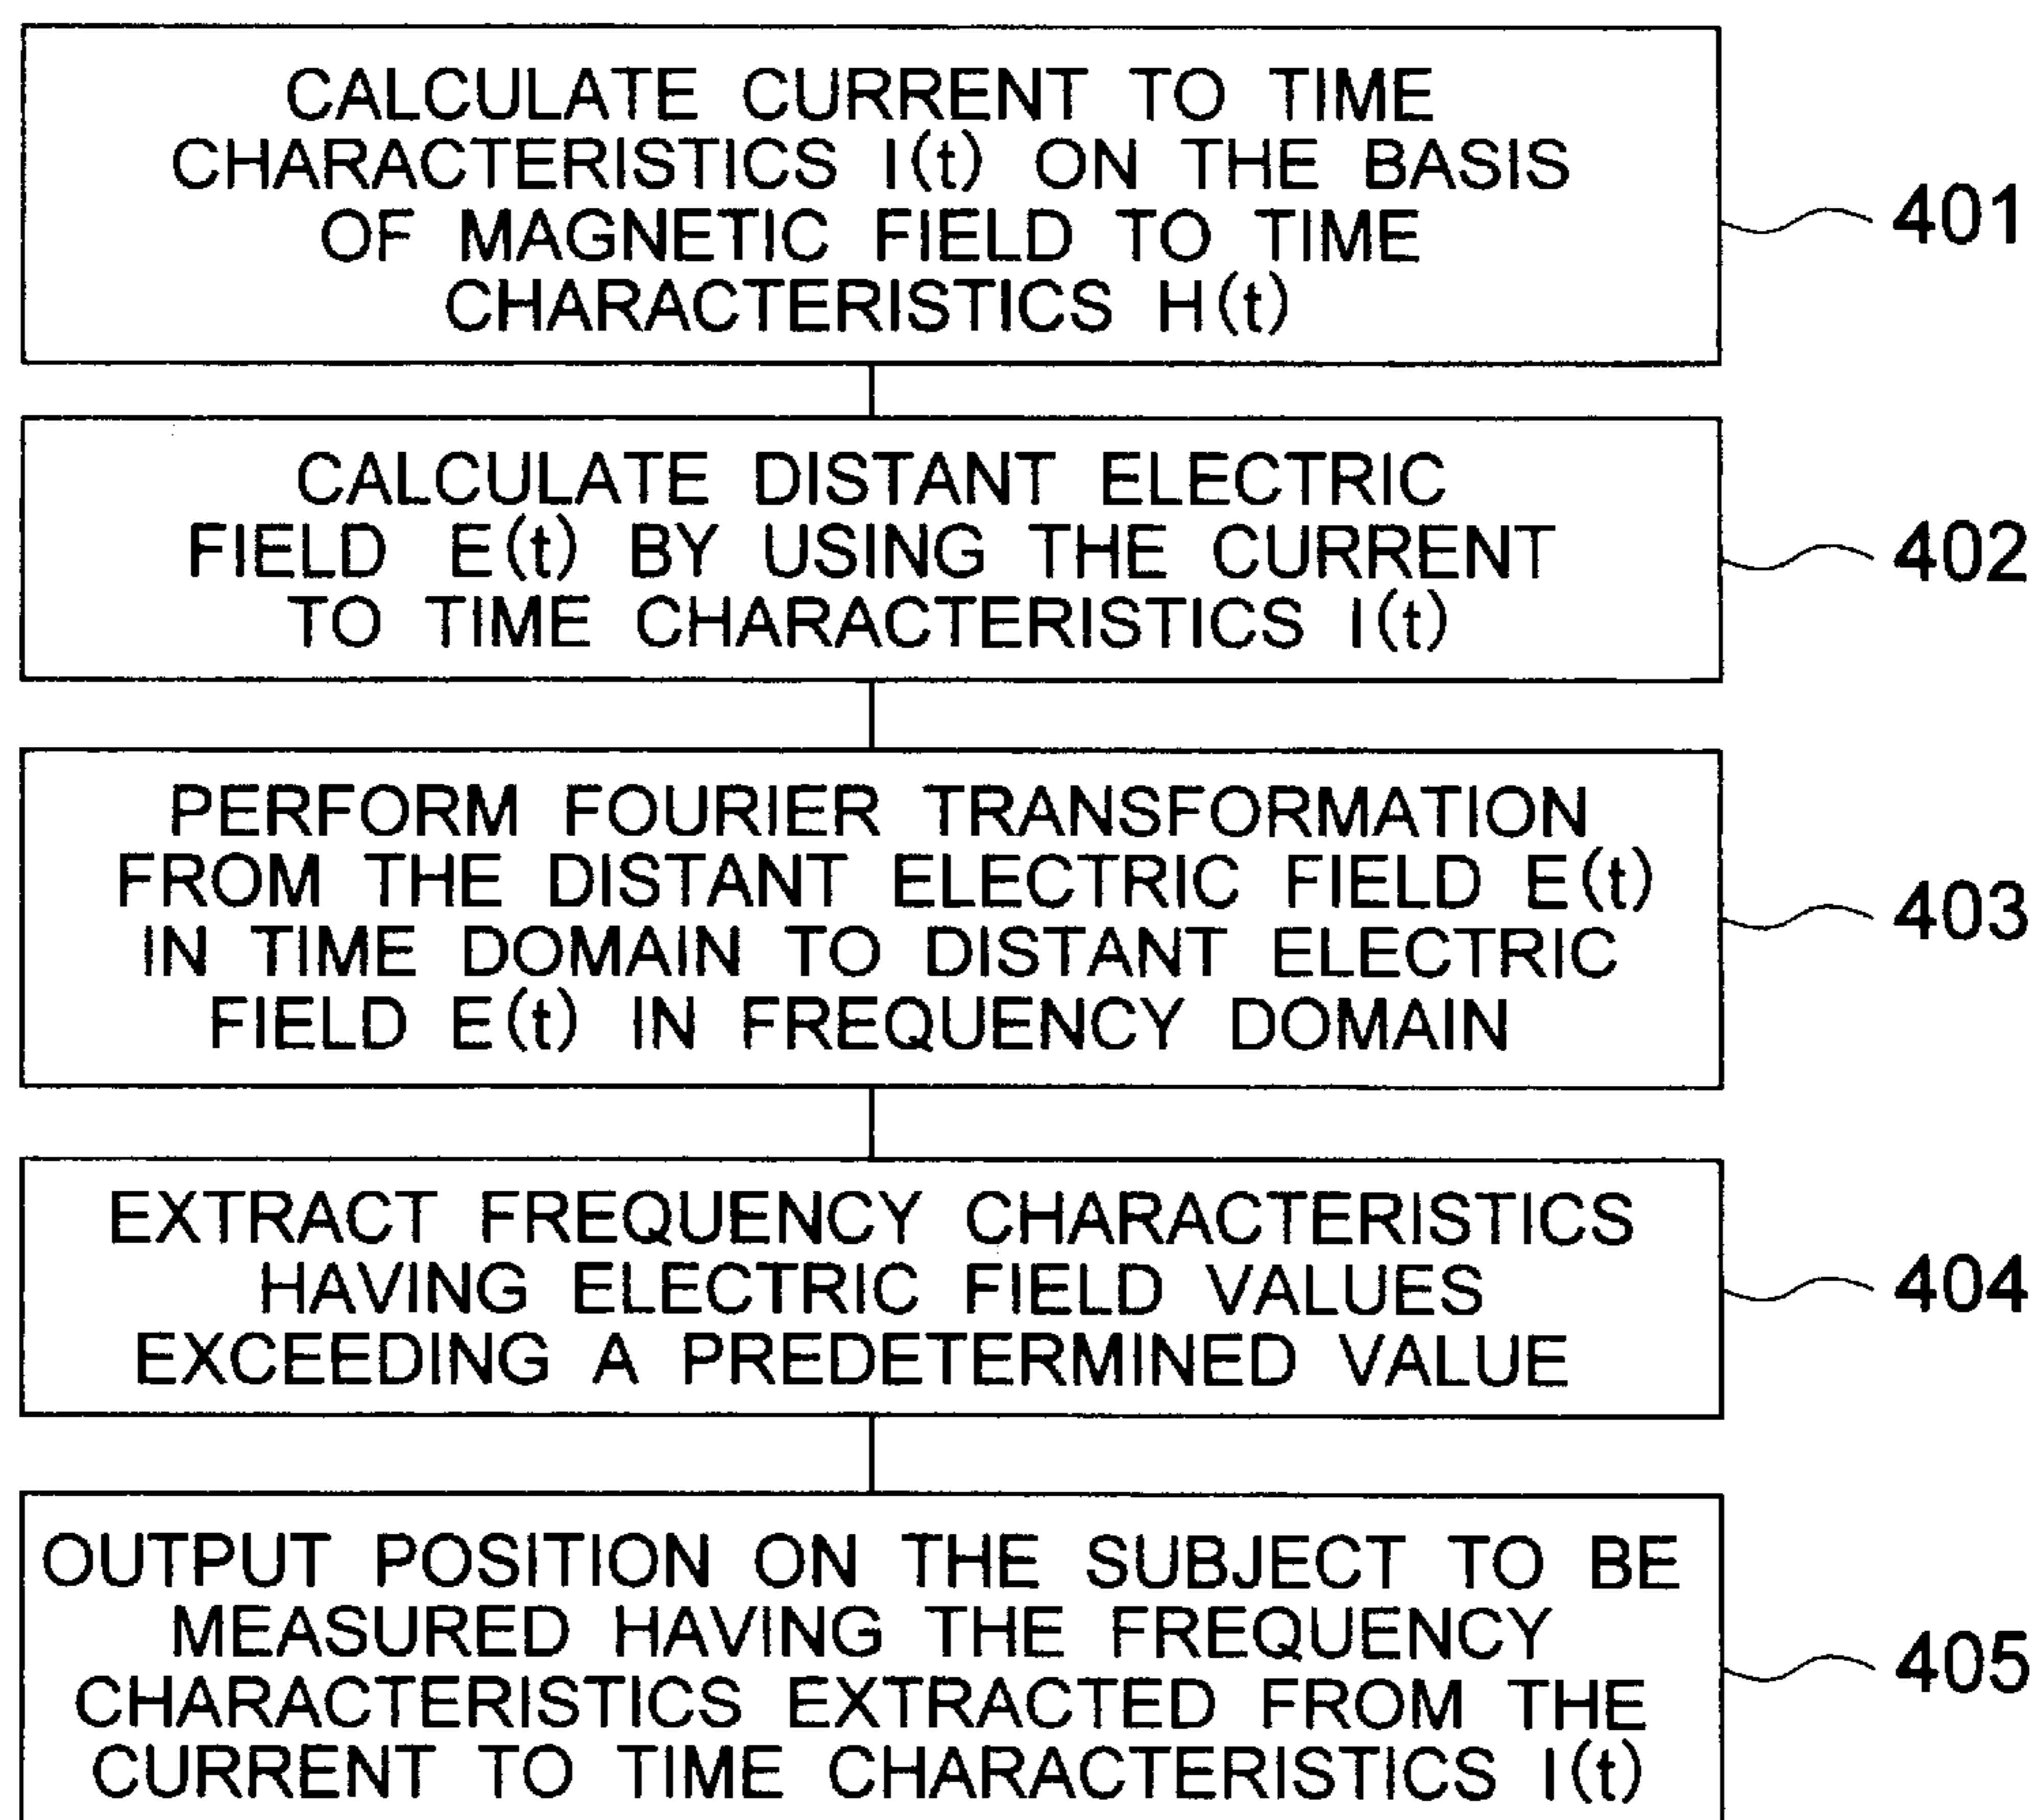 CALCULATE CURRENT TO TIME
CHARACTERISTICS I(t) ON THE BASIS
OF MAGNETIC FIELD TO TIME
CHARACTERISTICS H(t)
401
CALCULATE DISTANT ELECTRIC
FIELD E(t) BY USING THE CURRENT
TO TIME CHARACTERISTICS I(t)
402
PERFORM FOURIER TRANSFORMATION
FROM THE DISTANT ELECTRIC FIELD E(t)
IN TIME DOMAIN TO DISTANT ELECTRIC
FIELD E(t) IN FREQUENCY DOMAIN
403
EXTRACT FREQUENCY CHARACTERISTICS
HAVING ELECTRIC FIELD VALUES
EXCEEDING A PREDETERMINED VALUE
404
OUTPUT POSITION ON THE SUBJECT TO BE
MEASURED HAVING THE FREQUENCY
CHARACTERISTICS EXTRACTED FROM THE
CURRENT TO TIME CHARACTERISTICS I(t)
405